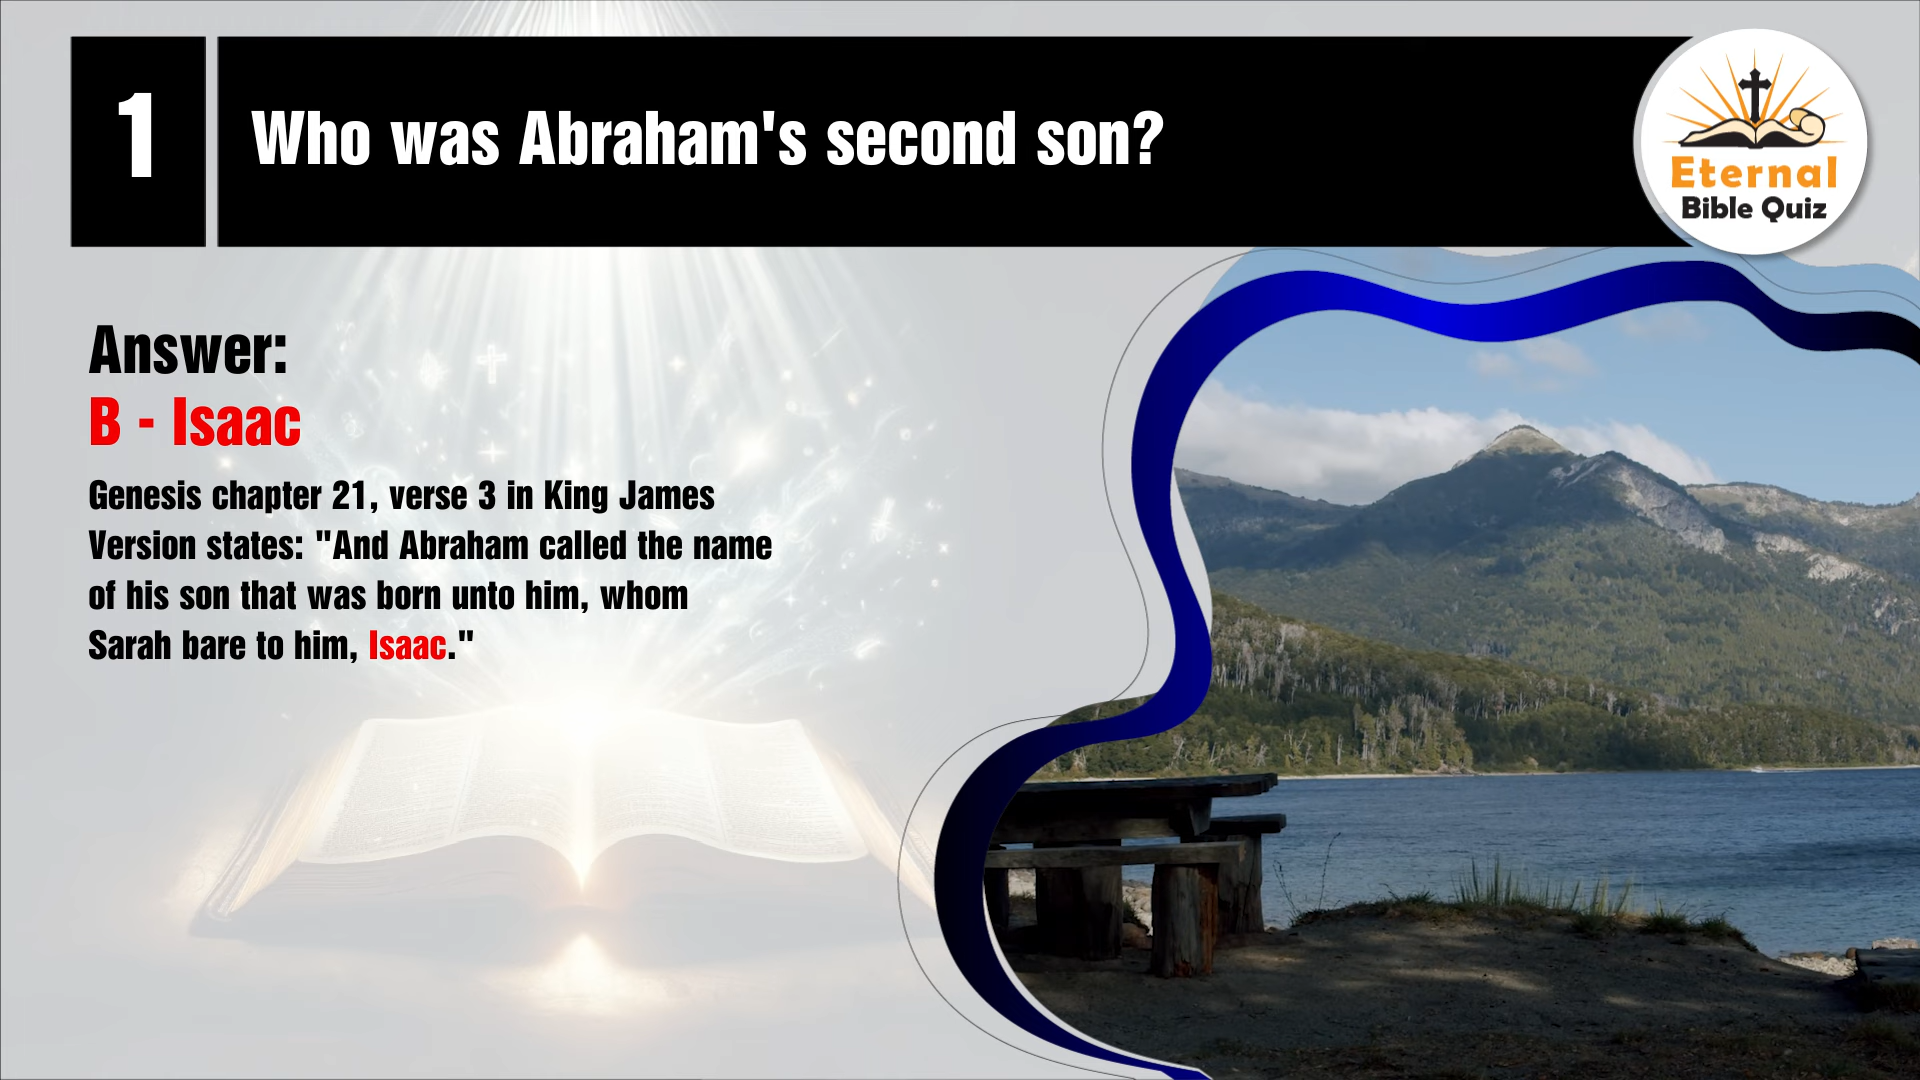 1
Who was Abraham's second son?
Eternal
Bible Quiz
Answer:
B - Isaac
Genesis chapter 21, verse 3 in King James
Version states: "And Abraham called the name
of his son that was born unto him, whom
Sarah bare to him, Isaac."